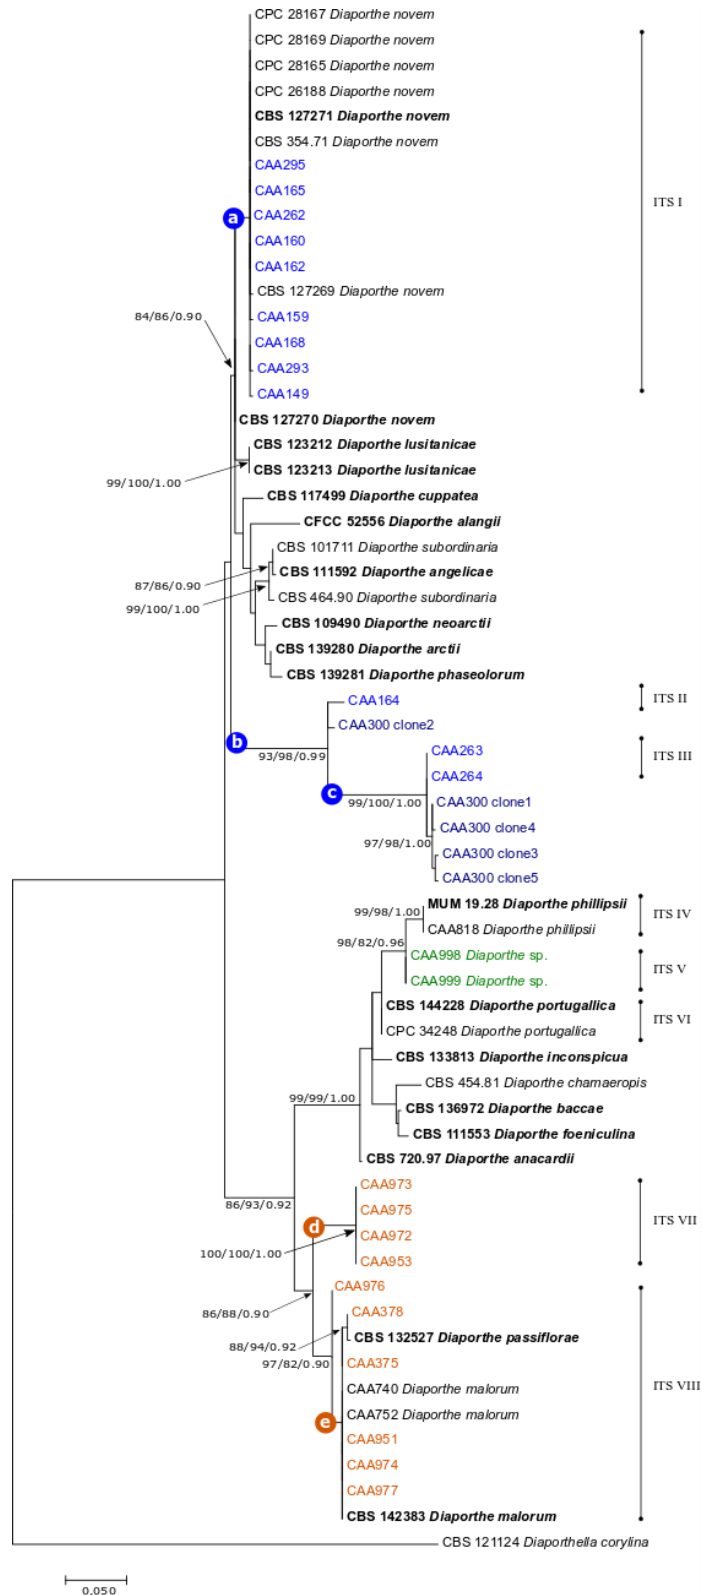 CPC 28167 Diaporthe novem
CPC 28169 Diaporthe novem
CPC 28165 Diaporthe novem
CPC 26188 Diaporthe novem
CBS 127271 Diaporthe novem
CBS 354.71 Diaporthe novem
CAA295
CAA165
ITS I
a
CAA262
CAA160
CAA162
CBS 127269 Diaporthe novem
84/86/0.90
CAA159
CAA168
CAA293
CAA149
CBS 127270 Diaporthe novem
CBS 123212 Diaporthe lusitanicae
CBS 123213 Diaporthe lusitanicae
99/100/1.00
CBS 117499 Diaporthe cuppatea
CFCC 52556 Diaporthe alangii
CBS 101711 Diaporthe subordinaria
CBS 111592 Diaporthe angelicae
87/86/0.90
CBS 464.90 Diaporthe subordinaria
99/100/1.00
CBS 109490 Diaporthe neoarctii
CBS 139280 Diaporthe arctii
CBS 139281 Diaporthe phaseolorum
CAA164
ITS II
CAA300 clone2
b
93/98/0.99
CAA263
ITS III
CAA264
c
99/100/1.00
CAA300 clone1
CAA300 clone4
97/98/1.00
CAA300 clone3
CAA300 clone5
MUM 19.28 Diaporthe phillipsii
99/98/1.00
ITS IV
CAA818 Diaporthe phillipsii
98/82/0.96
CAA998 Diaporthe sp.
ITS V
CAA999 Diaporthe sp.
CBS 144228 Diaporthe portugallica
ITS VI
CPC 34248 Diaporthe portugallica
CBS 133813 Diaporthe inconspicua
CBS 454.81 Diaporthe chamaeropis
99/99/1.00
CBS 136972 Diaporthe baccae
CBS 111553 Diaporthe foeniculina
CBS 720.97 Diaporthe anacardii
CAA973
86/93/0.92
CAA975
ITS VII
d
CAA972
100/100/1.00
CAA953
CAA976
86/88/0.90
CAA378
CBS 132527 Diaporthe passiflorae
88/94/0.92
97/82/0.90
CAA375
ITS VIII
CAA740 Diaporthe malorum
CAA752 Diaporthe malorum
e
CAA951
CAA974
CAA977
CBS 142383 Diaporthe malorum
CBS 121124 Diaporthella corylina
0.050